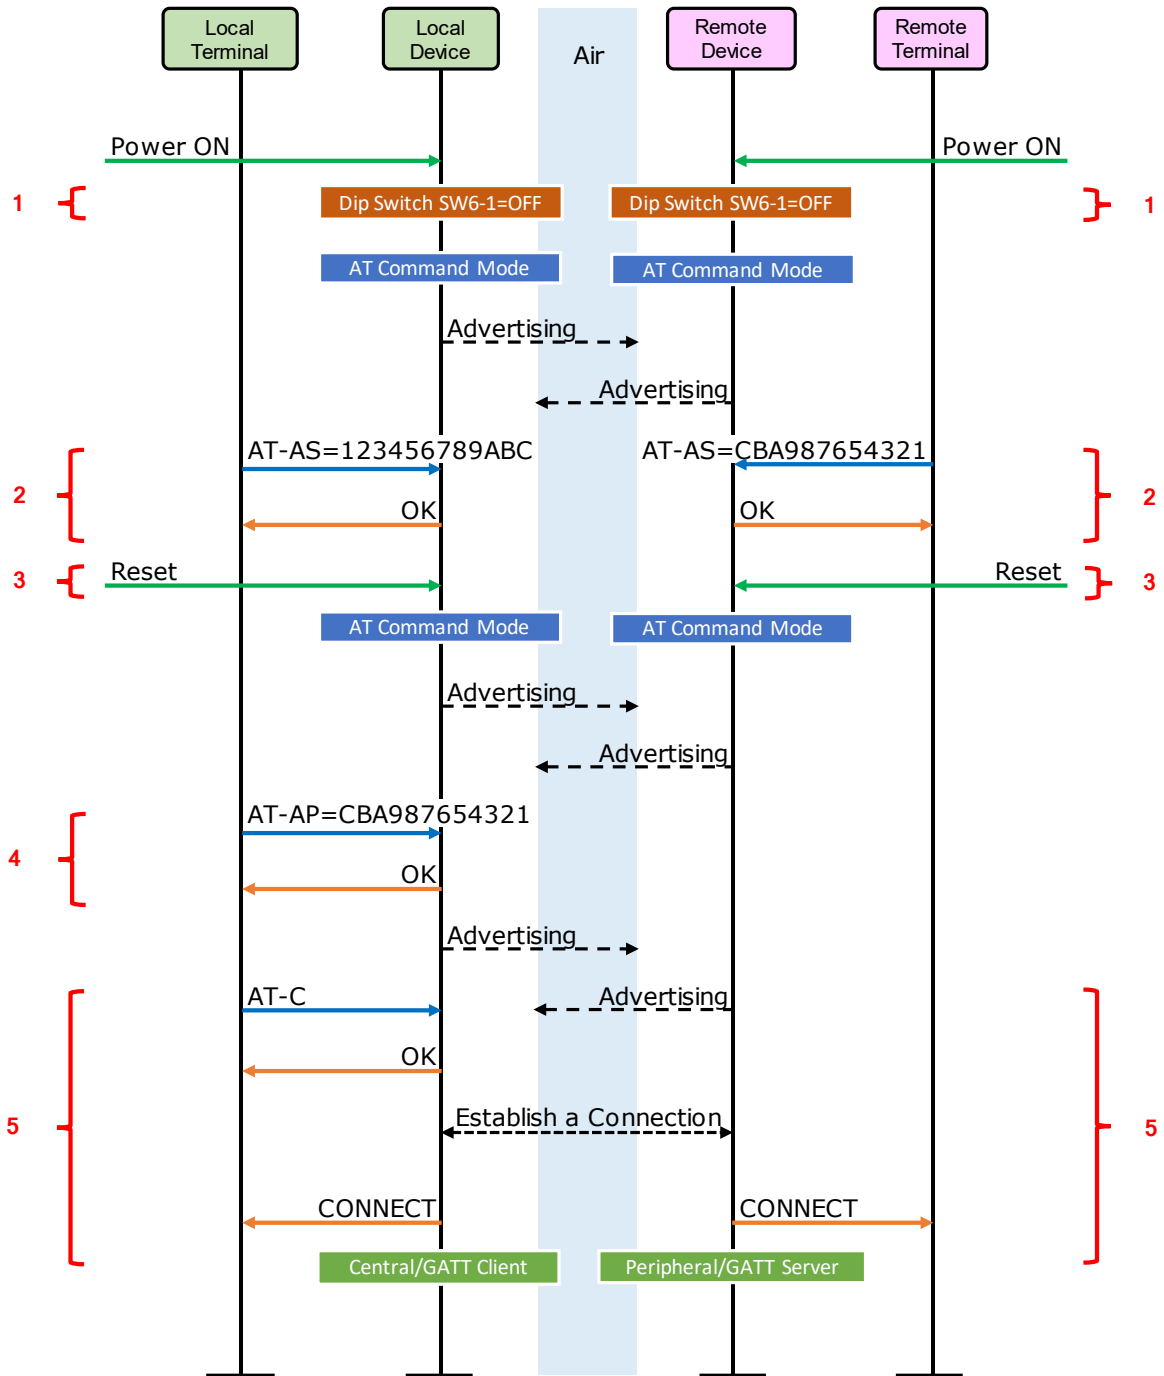 Local
Terminal
Local
Device
Air
Remote
Device
Remote
Terminal
Power ON
Power ON
1
Dip Switch SW6-1=OFF
Dip Switch SW6-1=OFF
1
AT Command Mode
AT Command Mode
Advertising
Advertising
AT-AS=123456789ABC
AT-AS=CBA987654321
2
2
OK
OK
3
Reset
Reset
3
AT Command Mode
AT Command Mode
Advertising
Advertising
AT-AP=CBA987654321
4
OK
Advertising
AT-C
Advertising
OK
5
Establish a Connection
5
CONNECT
CONNECT
Central/GATT Client
Peripheral/GATT Server